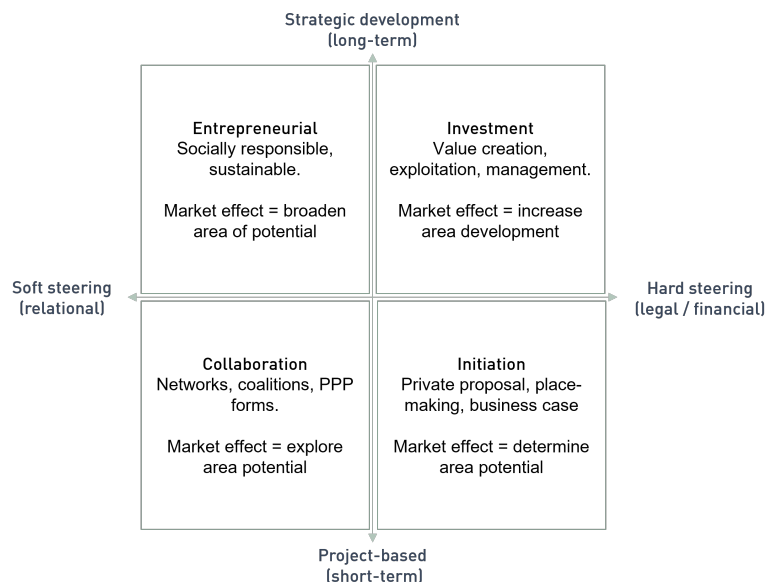 Strategic development
(long-term)
Entrepreneurial
Socially responsible,
sustainable.
Market effect = broaden
area of potential
Investment
Value creation,
exploitation, management.
Market effect = increase
area development
Soft steering
(relational)
Hard steering
(legal / financial)
Collaboration
Networks, coalitions, PPP
forms.
Market effect = explore
area potential
Initiation
Private proposal, place-
making, business case
Market effect = determine
area potential
Project-based
(short-term)